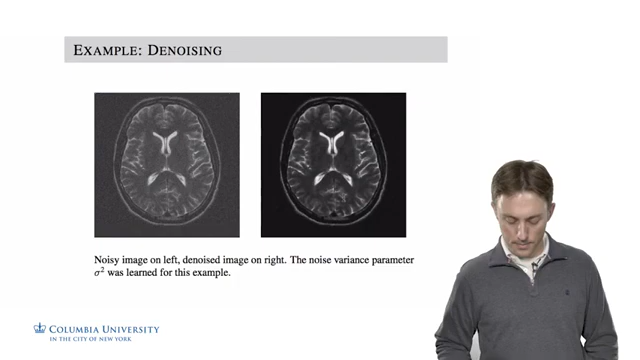 EXAMPLE: DENOISING
Noisy image on left, denoised image on right. The noise variance parameter
σ² was learned for this example.
COLUMBIA UNIVERSITY
IN THE CITY OF NEW YORK